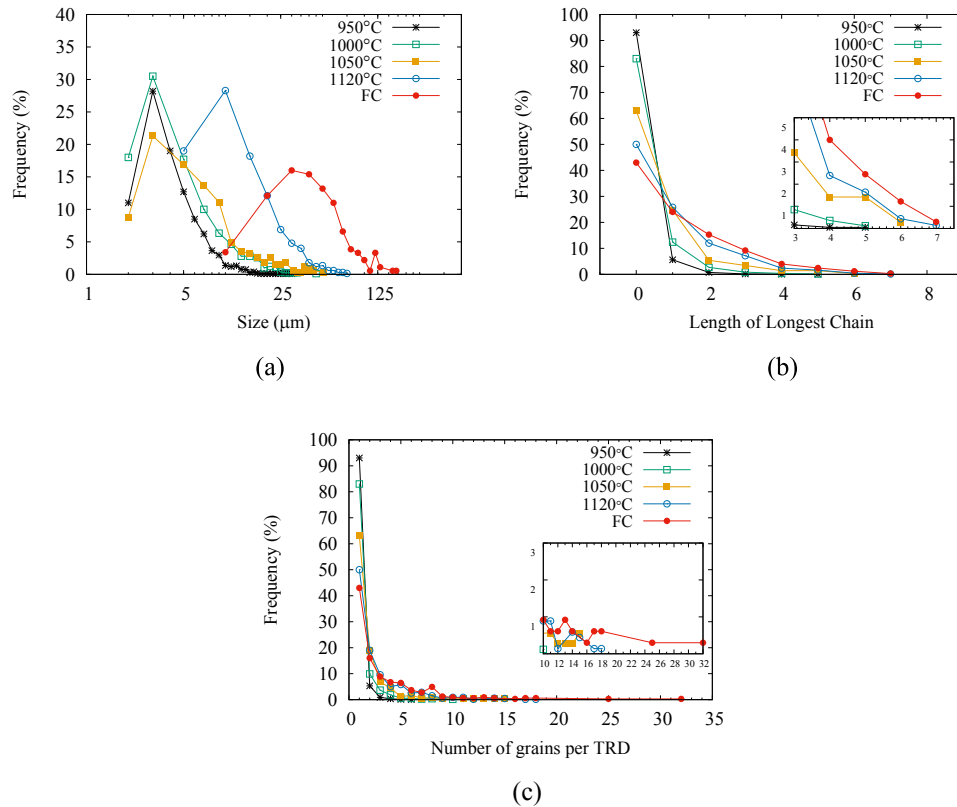 40
35
30
25
20
15
10
5
0
Frequency (%)
950°C
1000°C
1050°C
1120°C
FC
1 5 25 125
Size (µm)
(a)
100
90
80
70
60
50
40
30
20
10
0
Frequency (%)
950°C
1000°C
1050°C
1120°C
FC
5
4
3
2
1
3 4 5 6 7
0 2 4 6 8
Length of Longest Chain
(b)
100
90
80
70
60
50
40
30
20
10
0
Frequency (%)
950°C
1000°C
1050°C
1120°C
FC
3
2
1
10 12 14 16 18 20 22 24 26 28 30 32
0 5 10 15 20 25 30 35
Number of grains per TRD
(c)